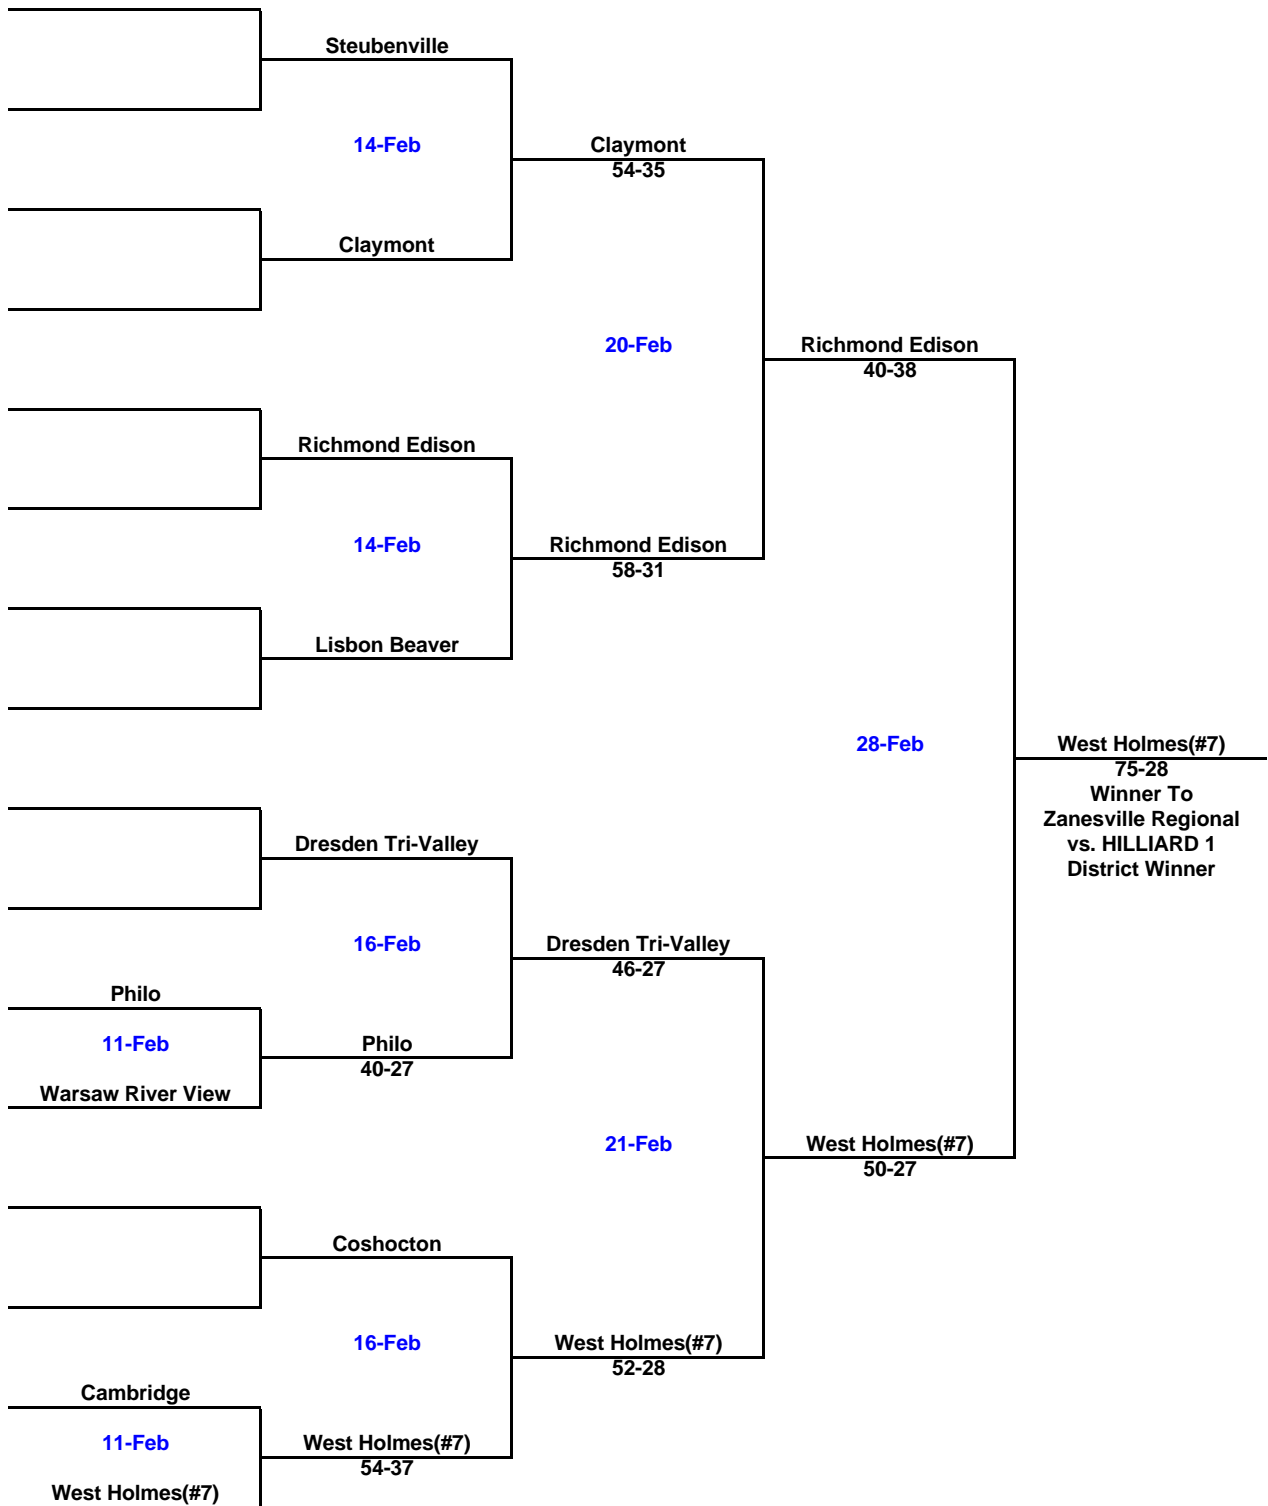 Steubenville
14-Feb
Claymont
54-35
Claymont
20-Feb
Richmond Edison
40-38
Richmond Edison
14-Feb
Richmond Edison
58-31
Lisbon Beaver
28-Feb
West Holmes(#7)
75-28
Winner To
Zanesville Regional
vs. HILLIARD 1
District Winner
Dresden Tri-Valley
16-Feb
Dresden Tri-Valley
46-27
Philo
11-Feb
Philo
40-27
Warsaw River View
21-Feb
West Holmes(#7)
50-27
Coshocton
16-Feb
West Holmes(#7)
52-28
Cambridge
11-Feb
West Holmes(#7)
54-37
West Holmes(#7)